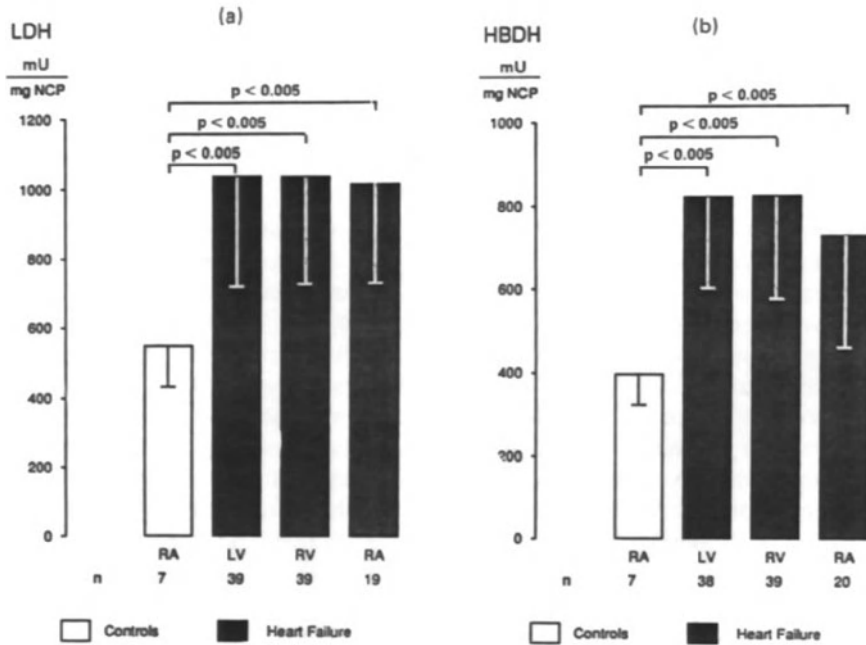 (a)
LDH
mU
mg NCP
p < 0.005
p < 0.005
p < 0.005
1200
1000
800
600
400
200
0
RA LV RV RA
n 7 39 39 19
Controls Heart Failure
(b)
HBDH
mU
mg NCP
p < 0.005
p < 0.005
p < 0.005
1000
800
600
400
200
0
RA LV RV RA
n 7 38 39 20
Controls Heart Failure